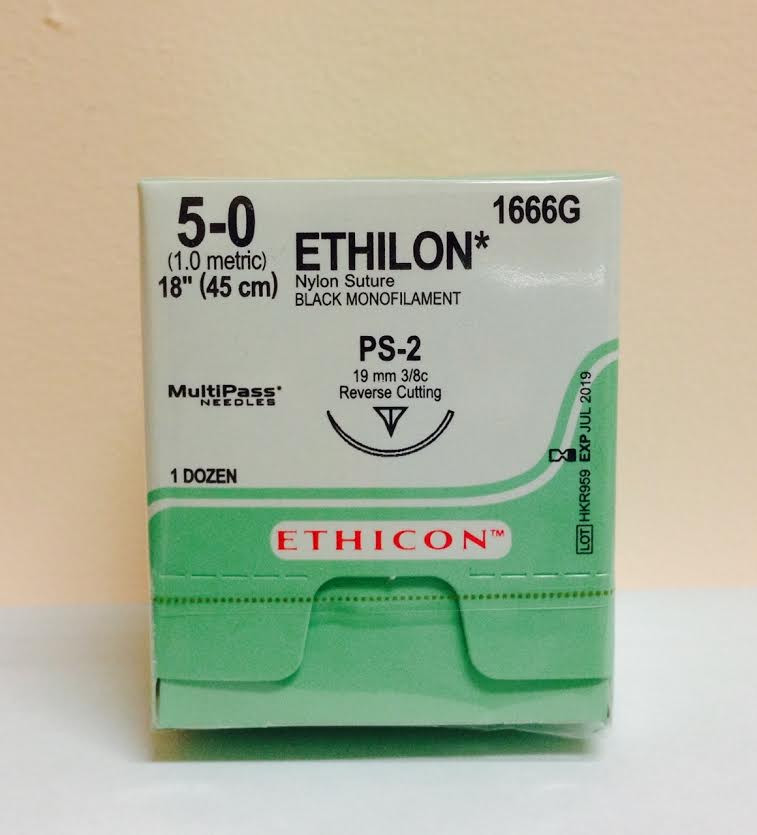 5-0
(1.0 metric)
18" (45 cm)
ETHILON*
Nylon Suture
BLACK MONOFILAMENT
1666G
PS-2
19 mm 3/8c
Reverse Cutting
MultiPass*
NEEDLES
1 DOZEN
LOT HKR959 EXP JUL 2019
ETHICON™